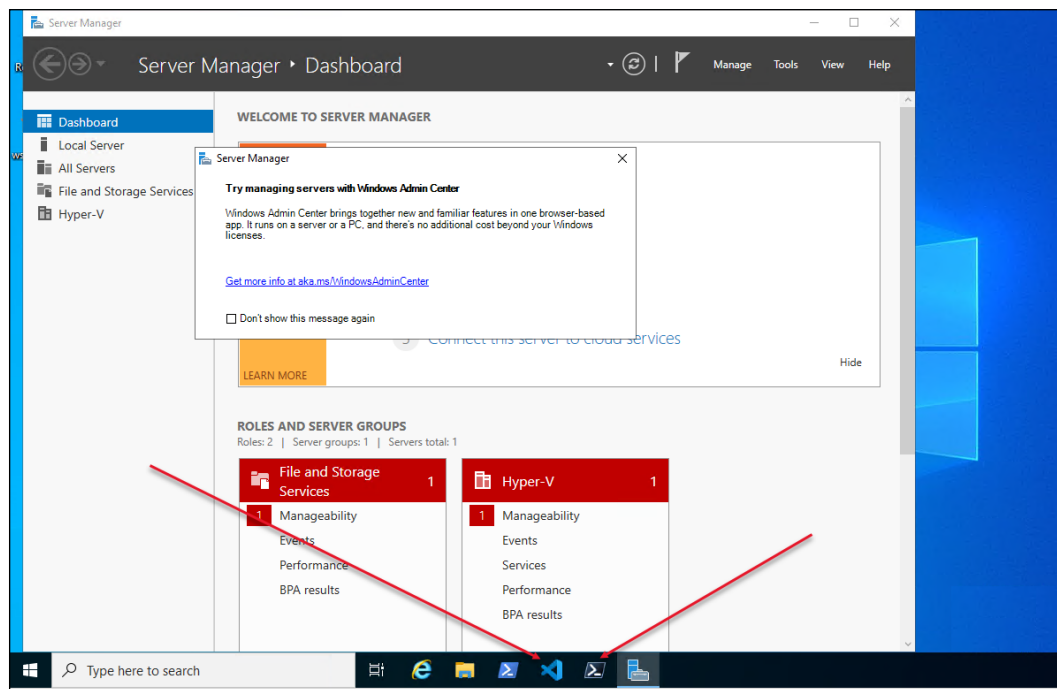 Server Manager
Server Manager • Dashboard
Manage Tools View Help
Dashboard
Local Server
All Servers
File and Storage Services
Hyper-V
WELCOME TO SERVER MANAGER
Server Manager
Try managing servers with Windows Admin Center
Windows Admin Center brings together new and familiar features in one browser-based
app. It runs on a server or a PC, and there's no additional cost beyond your Windows
licenses.
Get more info at aka.ms/WindowsAdminCenter
Don't show this message again
Connect this server to cloud services
Hide
LEARN MORE
ROLES AND SERVER GROUPS
Roles: 2 | Server groups: 1 | Servers total: 1
File and Storage
Services 1
1 Manageability
Events
Performance
BPA results
Hyper-V 1
1 Manageability
Events
Services
Performance
BPA results
Type here to search